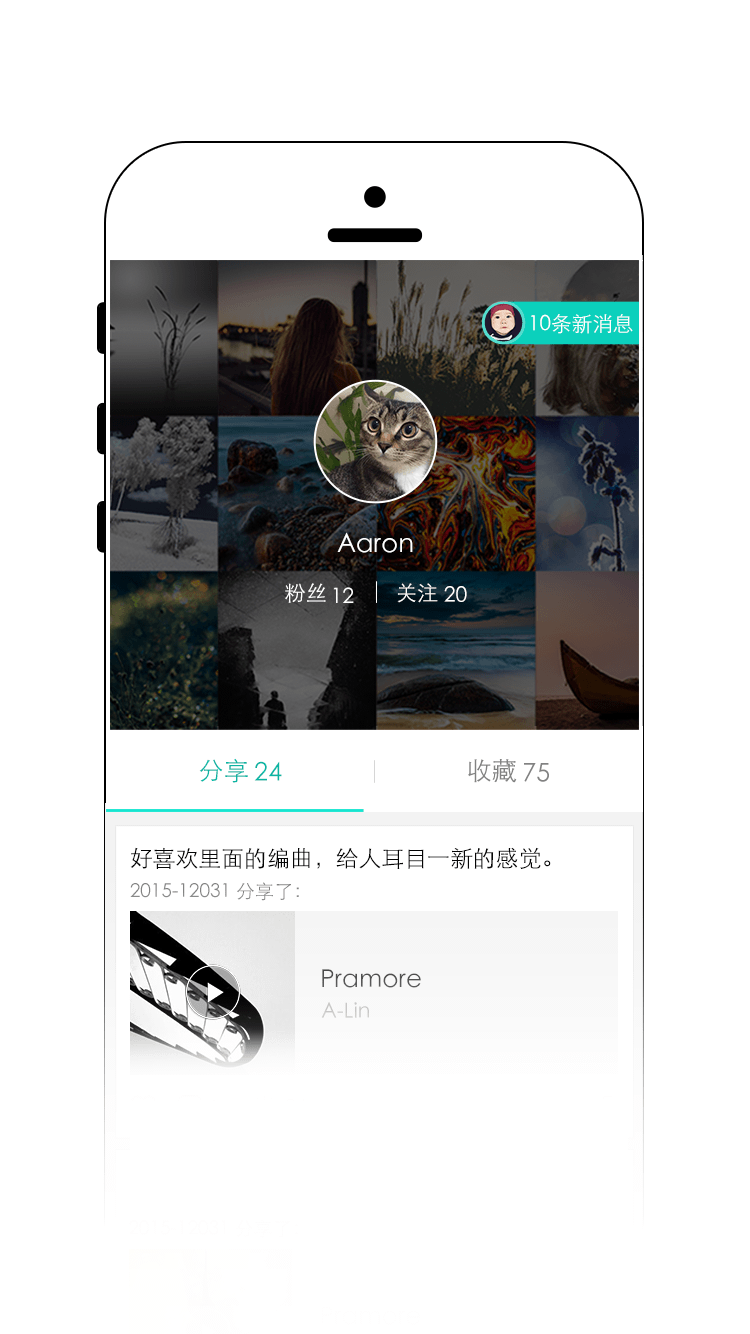 10条新消息
Aaron
粉丝 12 关注 20
分享 24 收藏 75
好喜欢里面的编曲，给人耳目一新的感觉。
2015-12031 分享了：
Pramore
A-Lin